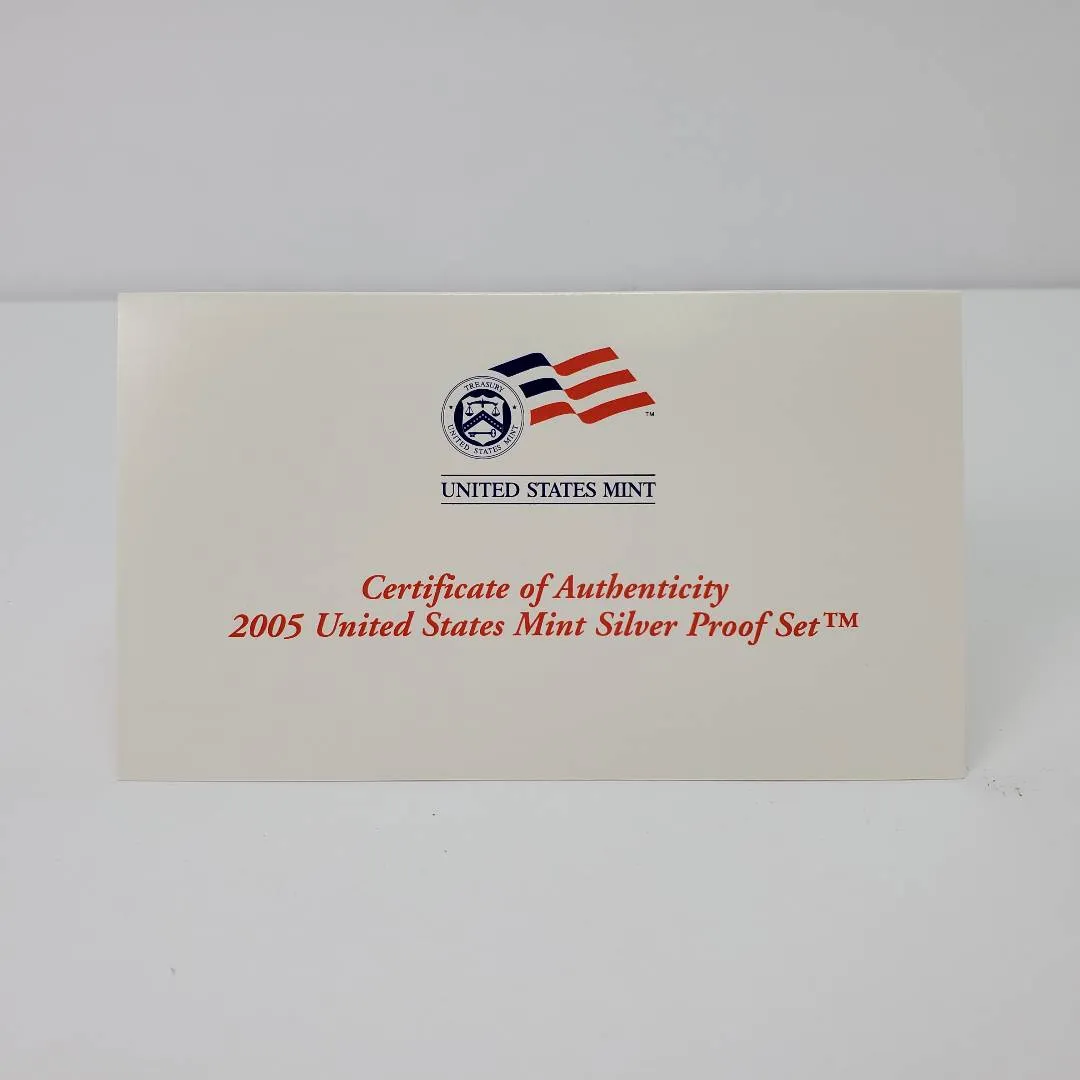 TREASURY
UNITED STATES MINT
TM
UNITED STATES MINT
Certificate of Authenticity
2005 United States Mint Silver Proof Set™